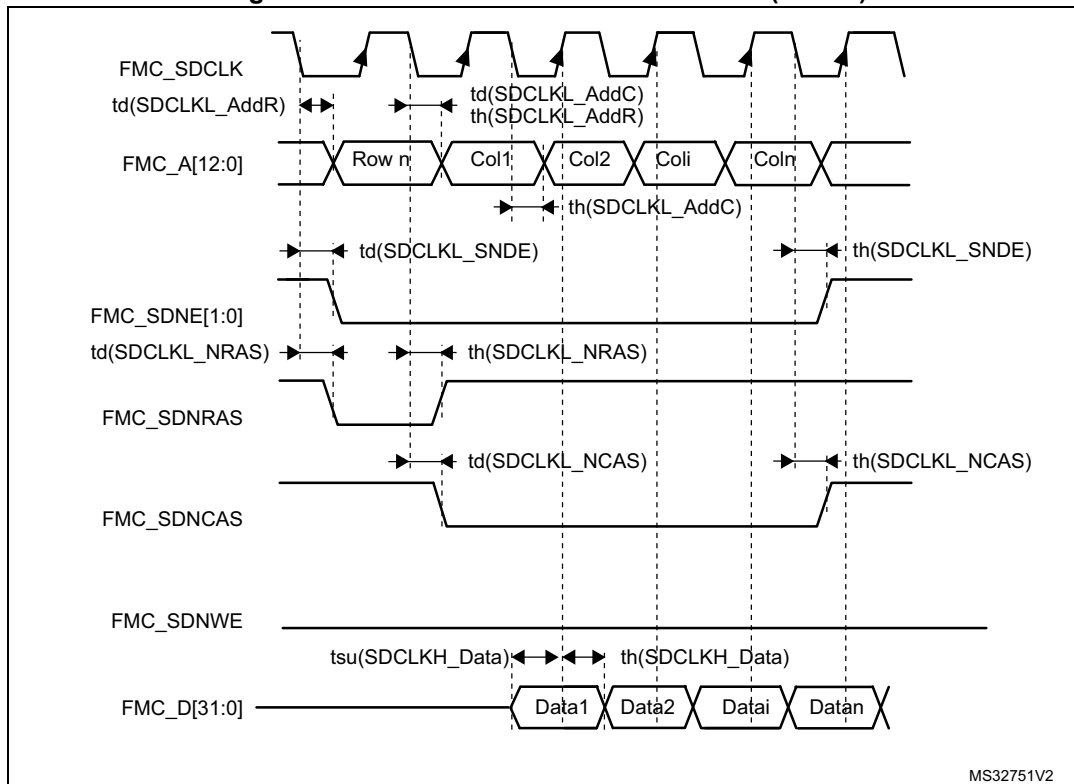 FMC_SDCLK
td(SDCLKL_AddR)
td(SDCLKL_AddC)
th(SDCLKL_AddR)
FMC_A[12:0]
Row n
Col1
Col2
Coli
Coln
th(SDCLKL_AddC)
td(SDCLKL_SNDE)
th(SDCLKL_SNDE)
FMC_SDNE[1:0]
td(SDCLKL_NRAS)
th(SDCLKL_NRAS)
FMC_SDNRAS
td(SDCLKL_NCAS)
th(SDCLKL_NCAS)
FMC_SDNCAS
FMC_SDNWE
tsu(SDCLKH_Data)
th(SDCLKH_Data)
FMC_D[31:0]
Data1
Data2
Datai
Datan
MS32751V2